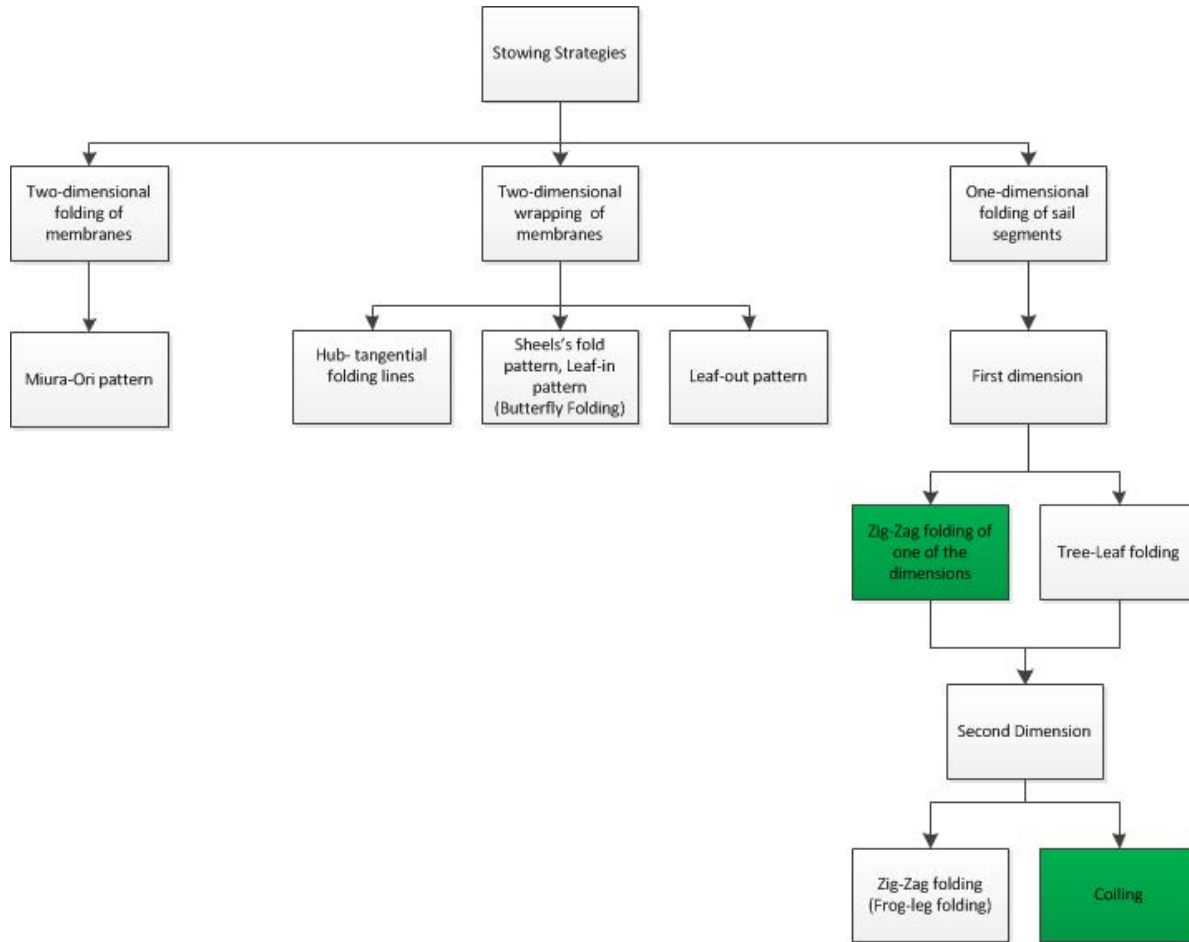 Stowing Strategies
Two-dimensional
folding of
membranes
Two-dimensional
wrapping of
membranes
One-dimensional
folding of sail
segments
Miura-Ori pattern
Hub- tangential
folding lines
Sheels's fold
pattern, Leaf-in
pattern
(Butterfly Folding)
Leaf-out pattern
First dimension
Zig-Zag folding of
one of the
dimensions
Tree-Leaf folding
Second Dimension
Zig-Zag folding
(Frog-leg folding)
Coiling